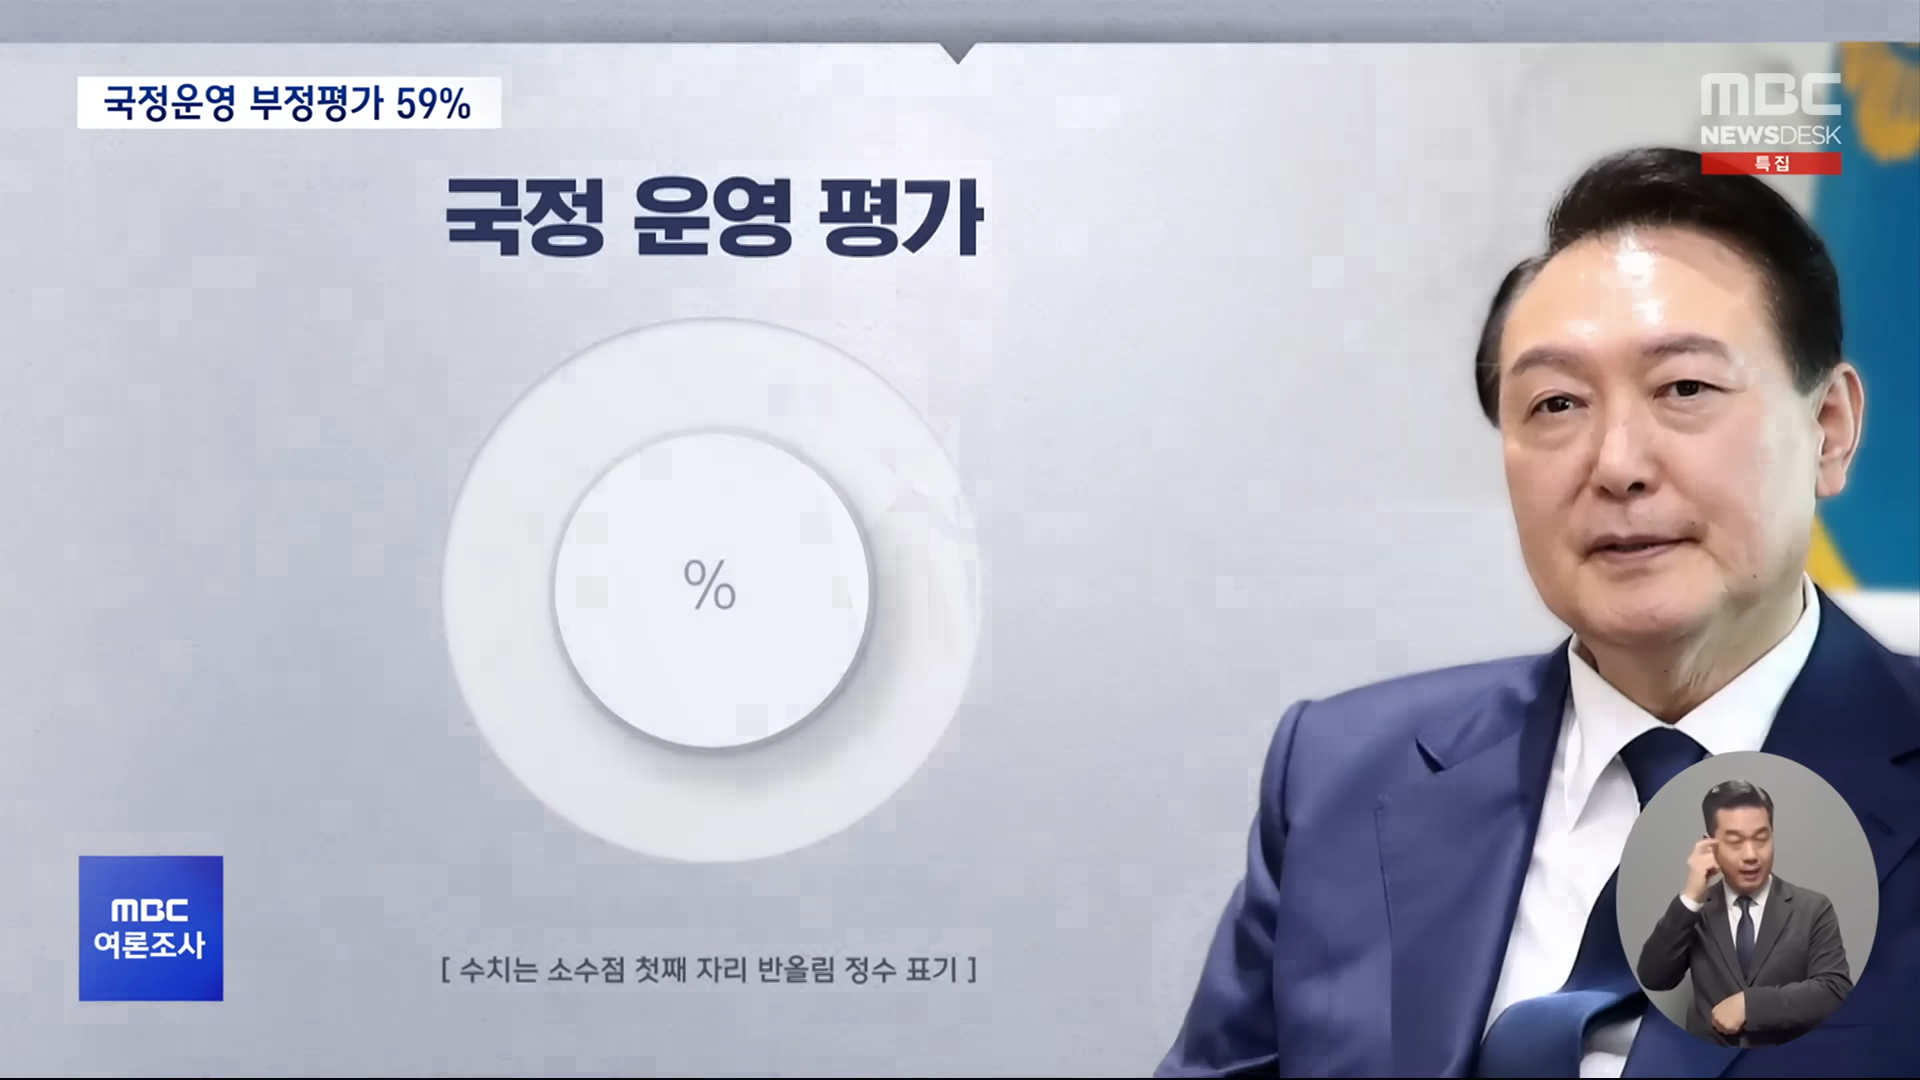 국정운영 부정평가 59%
MBC
NEWSDESK
특집
국정 운영 평가
%
MBC
여론조사
[ 수치는 소수점 첫째 자리 반올림 정수 표기 ]